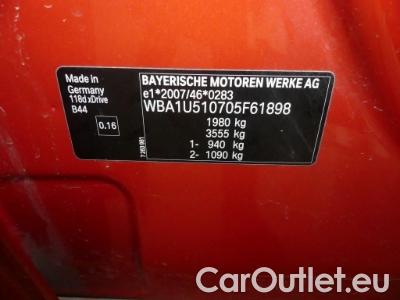 Made in
Germany
118d xDrive
B44
0.16
BAYERISCHE MOTOREN WERKE AG
e1*2007/46*0283
WBA1U510705F61898
1980 kg
3555 kg
1- 940 kg
2- 1090 kg
CarOutlet.eu